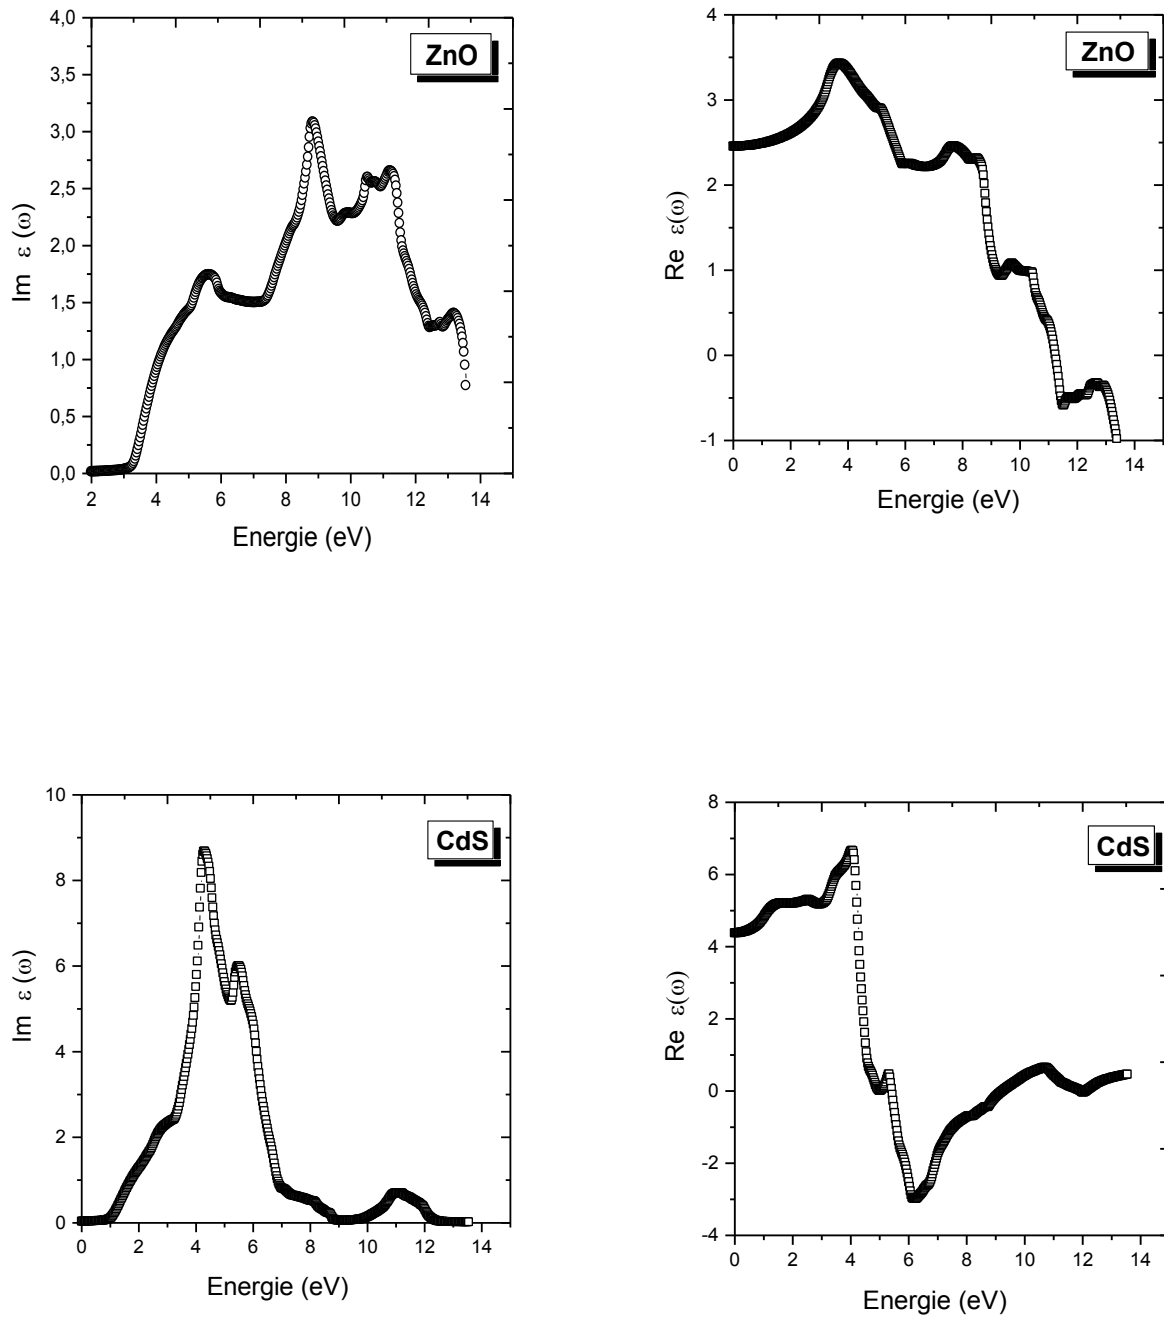 ZnO
4,0
3,5
3,0
2,5
2,0
1,5
1,0
0,5
0,0
Im ε (ω)
2 4 6 8 10 12 14
Energie (eV)
ZnO
4
3
2
1
0
-1
Re ε(ω)
0 2 4 6 8 10 12 14
Energie (eV)
CdS
10
8
6
4
2
0
Im ε (ω)
0 2 4 6 8 10 12 14
Energie (eV)
CdS
8
6
4
2
0
-2
-4
Re ε(ω)
0 2 4 6 8 10 12 14
Energie (eV)